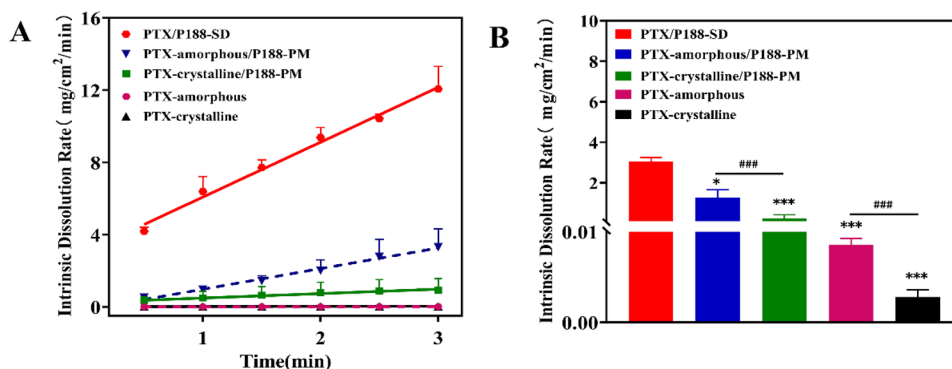 A
Intrinsic Dissolution Rate( mg/cm²/min)
16
12
8
4
0
PTX/P188-SD
PTX-amorphous/P188-PM
PTX-crystalline/P188-PM
PTX-amorphous
PTX-crystalline
1
2
3
Time(min)
B
Intrinsic Dissolution Rate( mg/cm²/min)
10
8
6
4
2
0.01
0.00
PTX/P188-SD
PTX-amorphous/P188-PM
PTX-crystalline/P188-PM
PTX-amorphous
PTX-crystalline
*
###
***
***
###
***